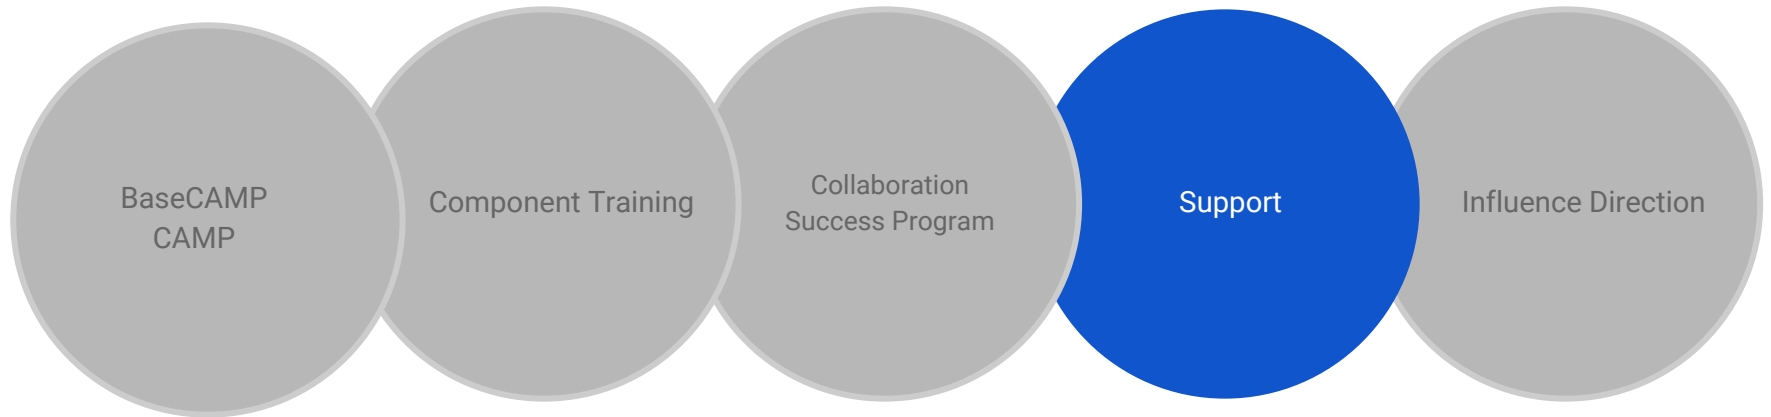 BaseCAMP
CAMP
Component Training
Collaboration
Success Program
Support
Influence Direction